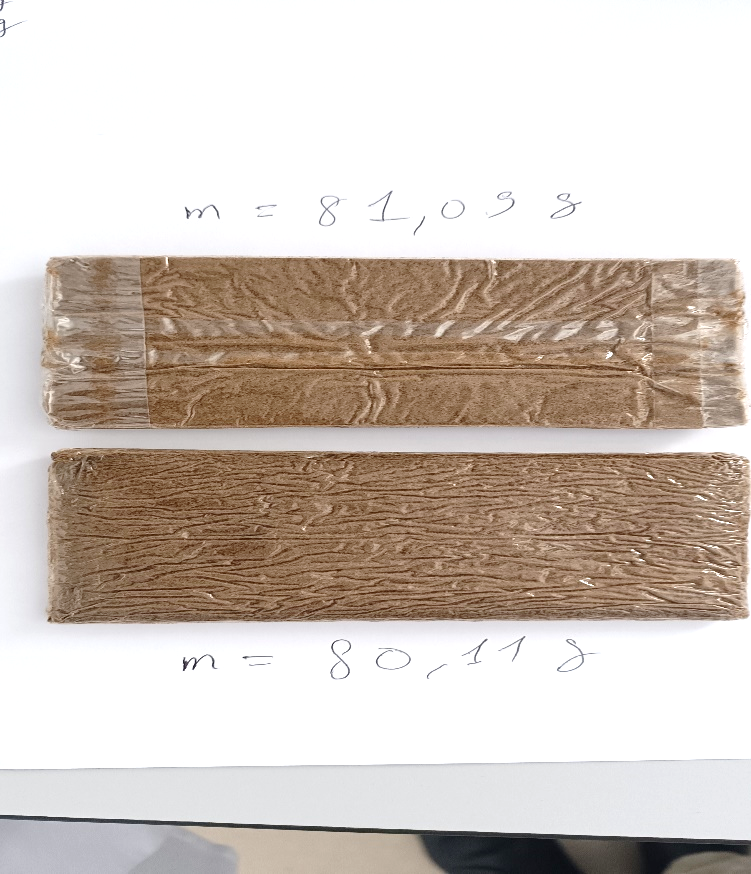 m = 81,09 g
m = 80,11 g